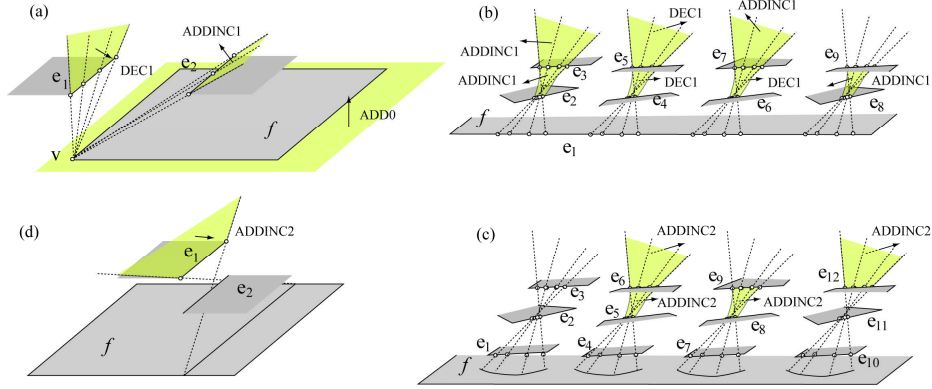 (a)
ADDINC1
e1
DEC1
e2
f
ADD0
v
(b)
DEC1
ADDINC1
ADDINC1
e3
e5
e7
e9
ADDINC1
DEC1
DEC1
ADDINC1
e2
e4
e6
e8
f
e1
(d)
ADDINC2
e1
e2
f
(c)
ADDINC2
ADDINC2
e3
e6
e9
e12
ADDINC2
ADDINC2
e2
e5
e8
e11
e1
e4
e7
e10
f